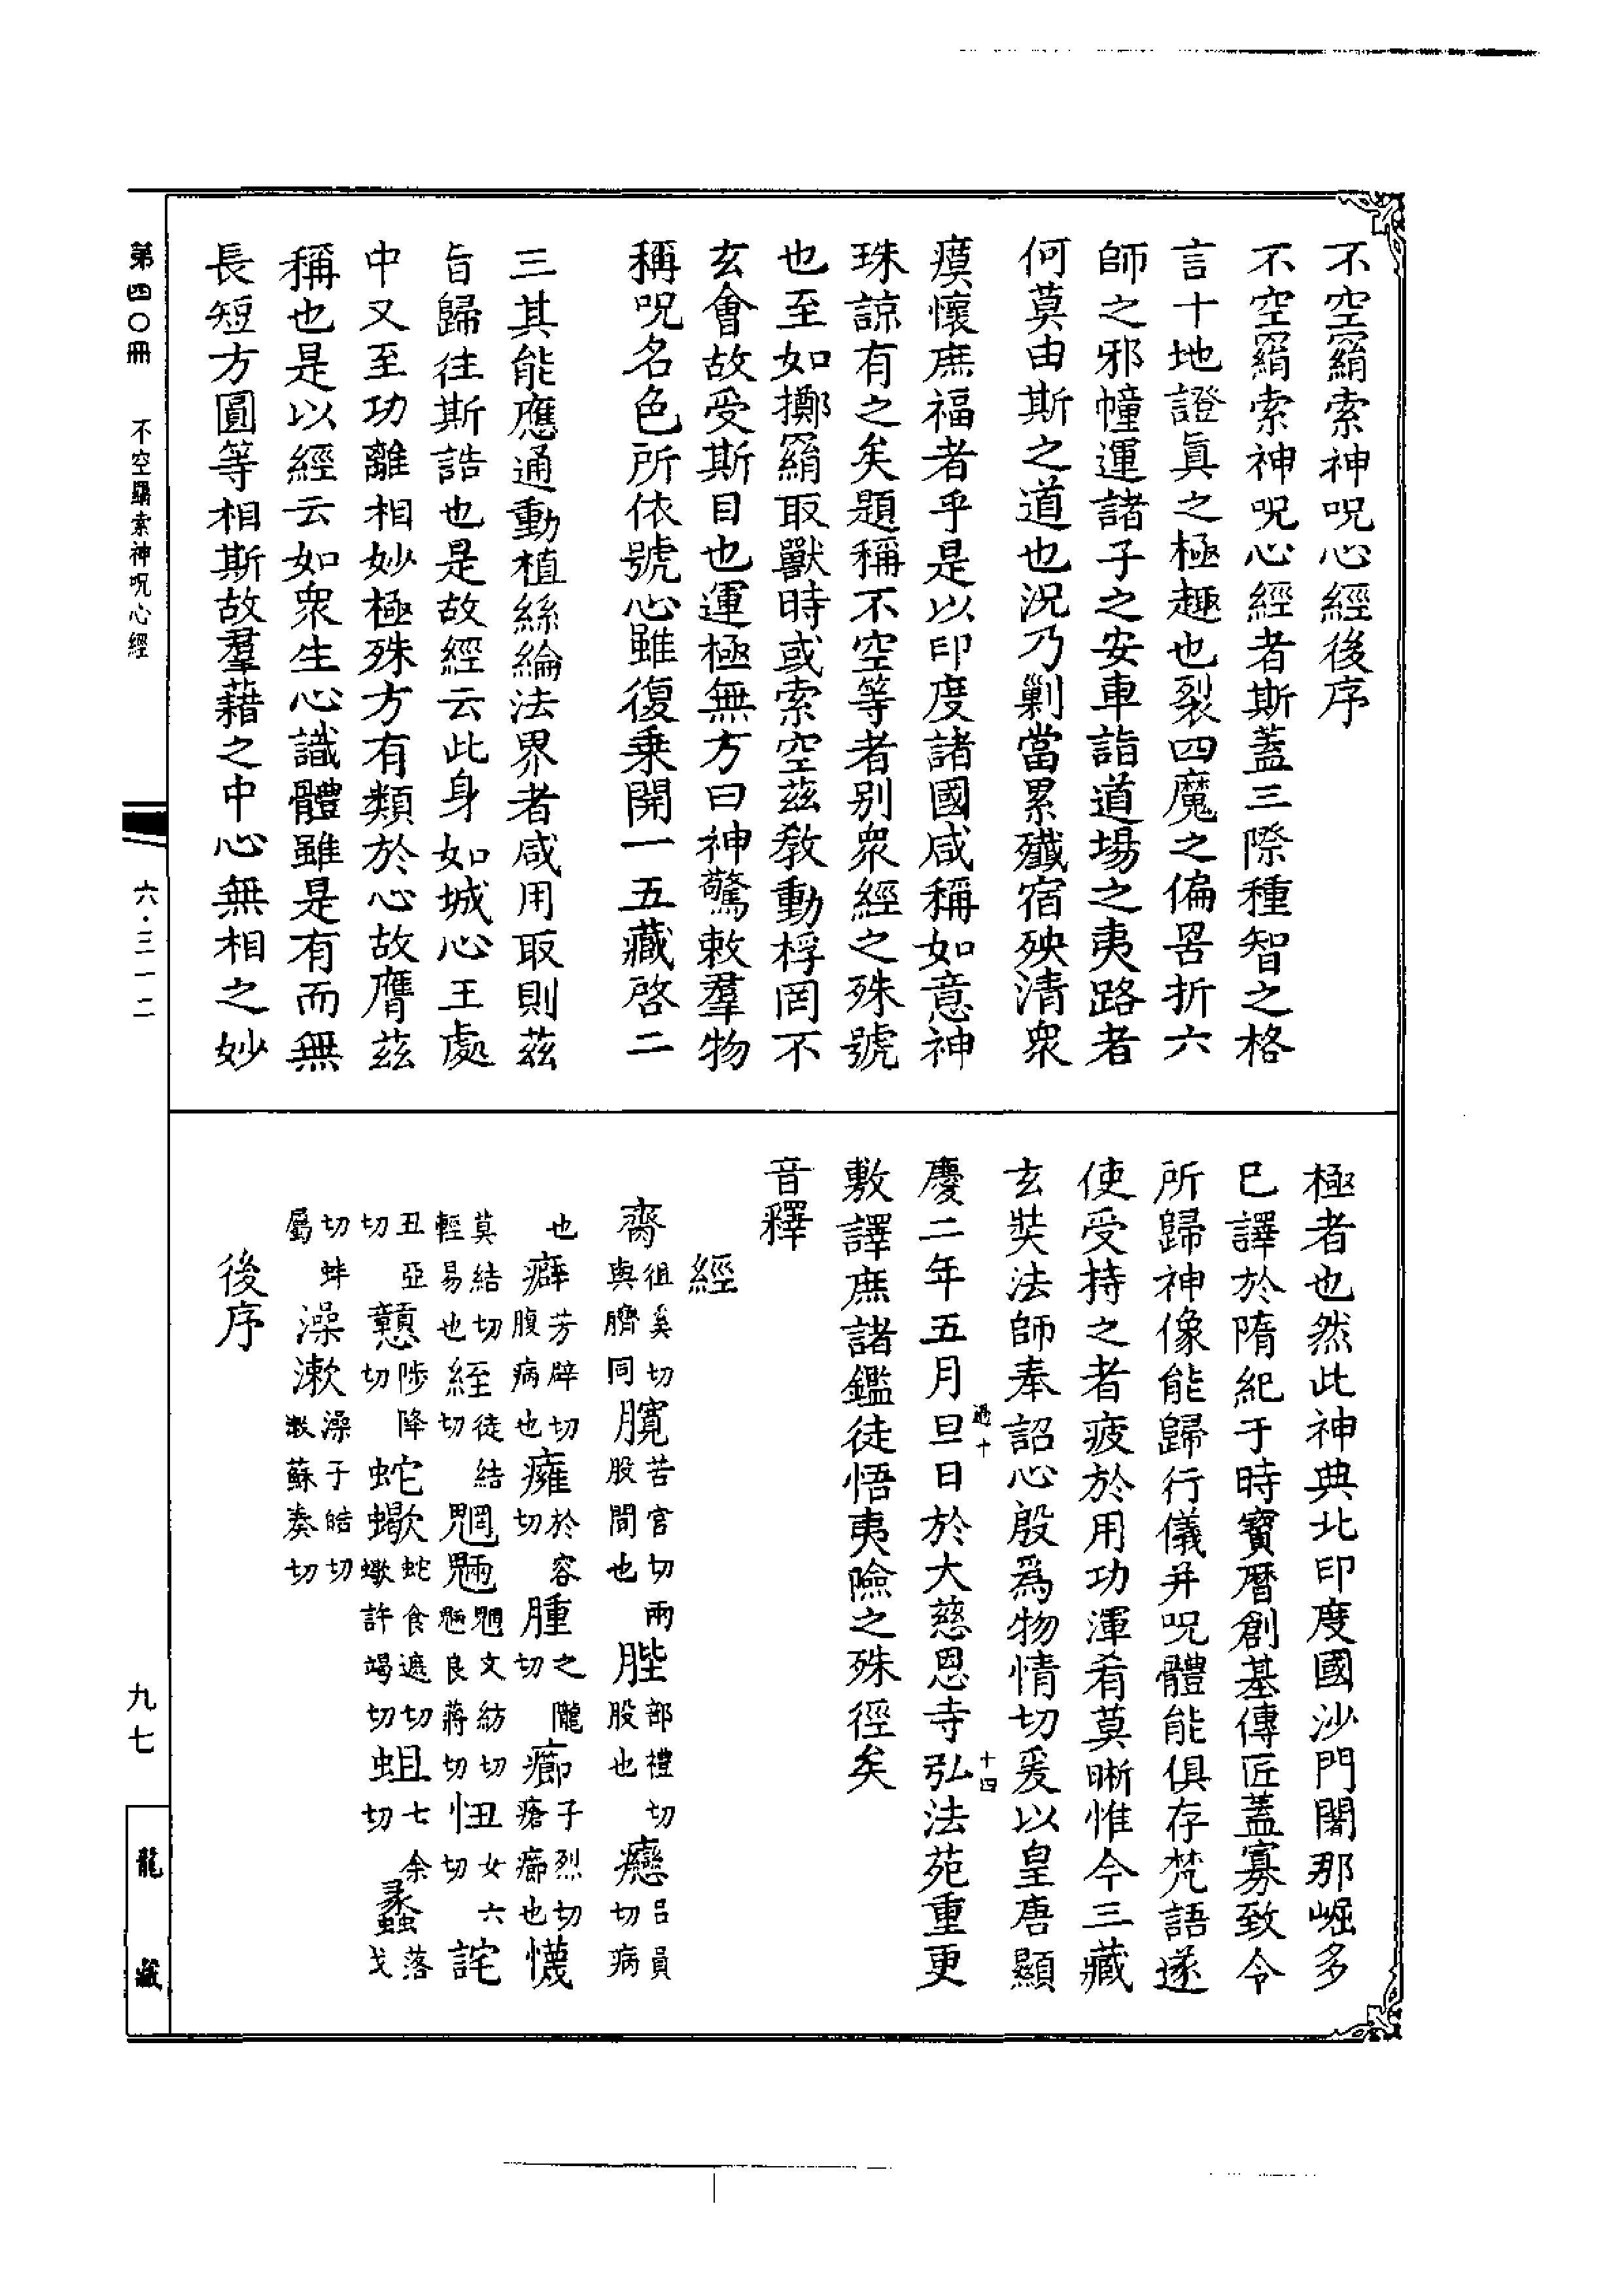 不空羂索神呪心經後序
不空羂索神呪心經者斯蓋三際種智之格
言十地證眞之極趣也裂四魔之偏罟折六
師之邪幢運諸子之安車詣道場之夷路者
何莫由斯之道也況乃剿當累殲宿殃清衆
瘼懷庶福者乎是以印度諸國咸稱如意神
珠諒有之矣題稱不空等者别衆經之殊號
也至如擲羂取獸時或索空茲教動桴罔不
玄會故受斯目也運極無方曰神驚敕羣物
稱呪名色所依號心雖復乗開一五藏啓二
三其能應通動植絲綸法界者咸用取則茲
旨歸往斯誥也是故經云此身如城心王處
中又至功離相妙極殊方有類於心故膺茲
稱也是以經云如衆生心識體雖是有而無
長短方圓等相斯故羣藉之中心無相之妙
極者也然此神典北印度國沙門闍那崛多
巳譯於隋紀于時寳曆創基傳匠蓋寡致令
所歸神像能歸行儀并呪體能俱存梵語遂
使受持之者疲於用功渾肴莫晰惟今三藏
玄奘法師奉詔心殷爲物情切爰以皇唐顯
慶二年五月旦日於大慈恩寺弘法苑重更
敷譯庶諸鑑徒悟夷險之殊徑矣
音釋
經
齎徂奚切與臍同 髖苦官切兩股間也 䏶部禮切股也 癴吕員切病
也 癖芳辟切腹病也 癰於容切 腫之隴切 癤子烈切瘡癤也 懱
莫結切輕易也 絰徒結切 魍魎魍文紡切魎良蔣切 忸女六切 詫
丑亞切 戇陟降切 蛇蠍蛇食遮切蠍許竭切 蛆七余切 蠡落戈
切蚌屬 澡漱澡子皓切漱蘇奏切
後序
第四〇冊
不空羂索神呪心經
六·三一二
九七
龍藏
十四